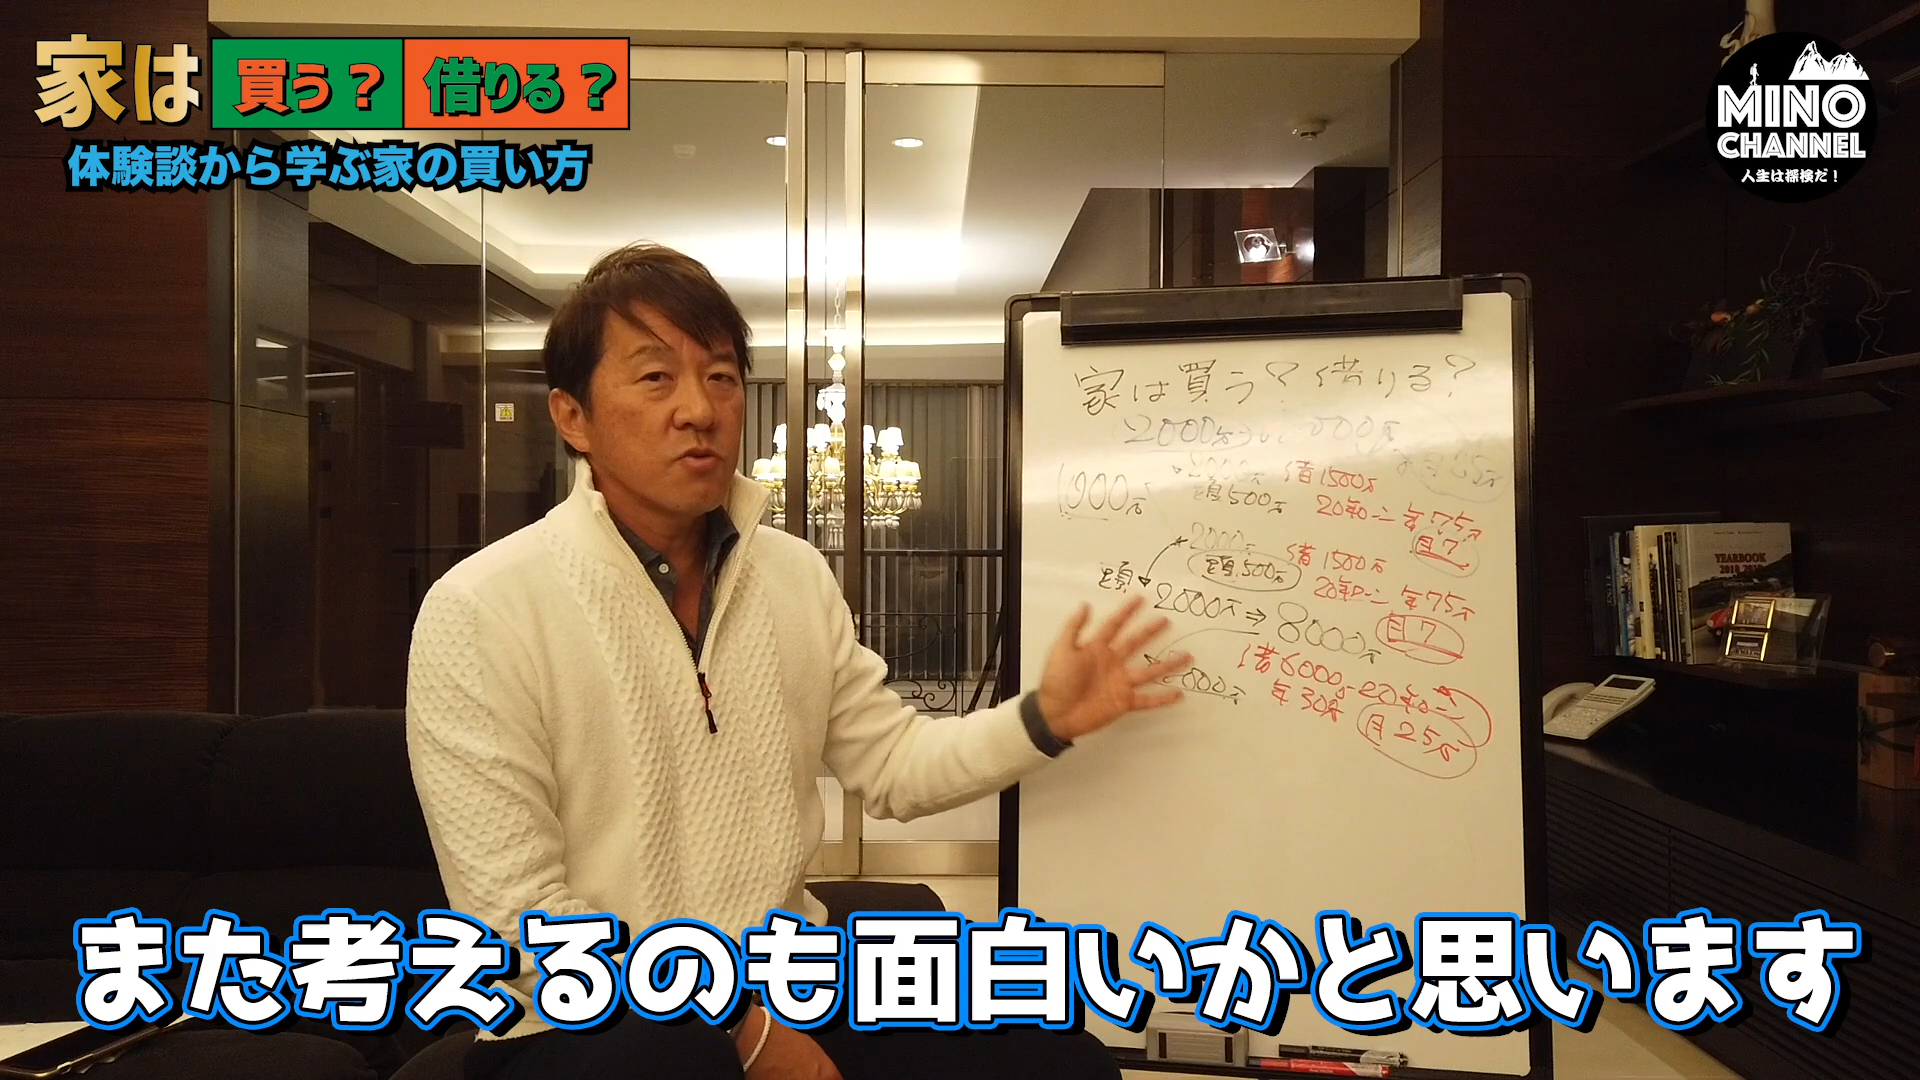 家は買う？借りる？
体験談から学ぶ家の買い方
MINO
CHANNEL
人生は探検だ！
家は買う？借りる？
2000万
頭500万
借1500万
20年ローン 年75万
月7
2000万
頭500万
借1500万
20年ローン 年75万
月7
頭
2000万⇒8000万
借6000万 20年ローン
2000万
年300
月25万
YEARBOOK
また考えるのも面白いかと思います